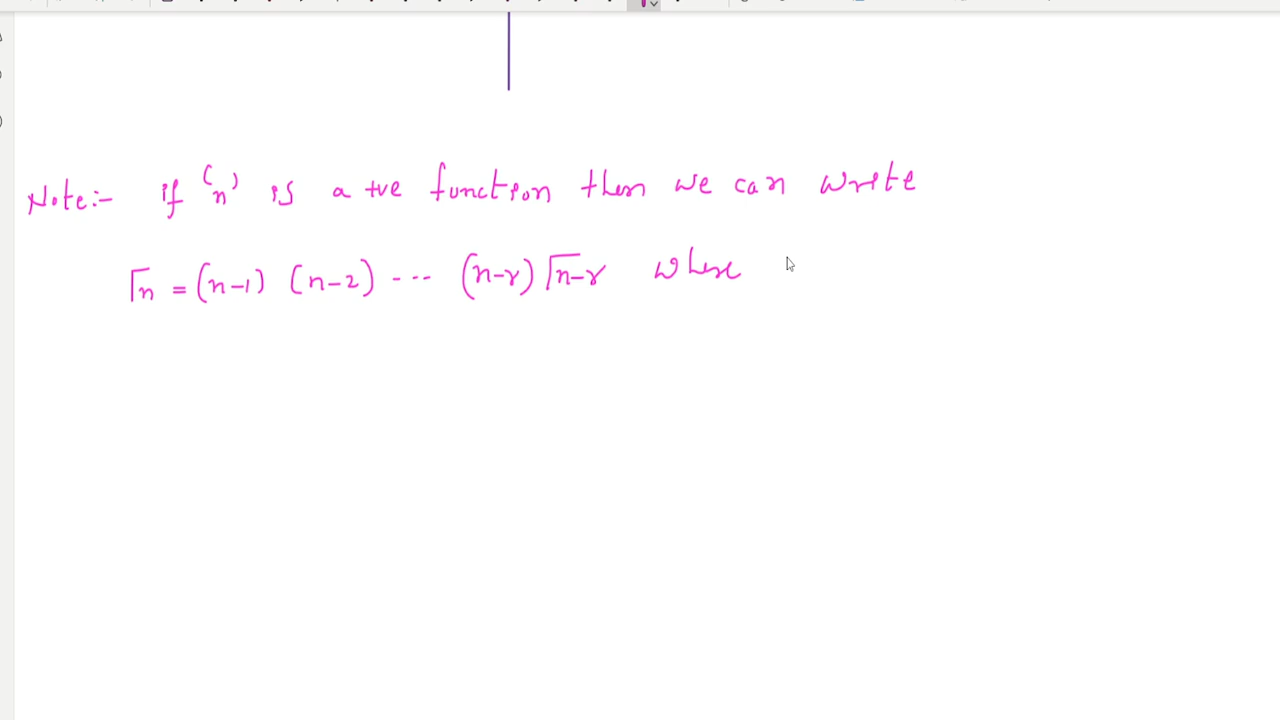 Note:- if (n) is a +ve function then we can write
Γn = (n-1) (n-2) --- (n-r) Γn-r where